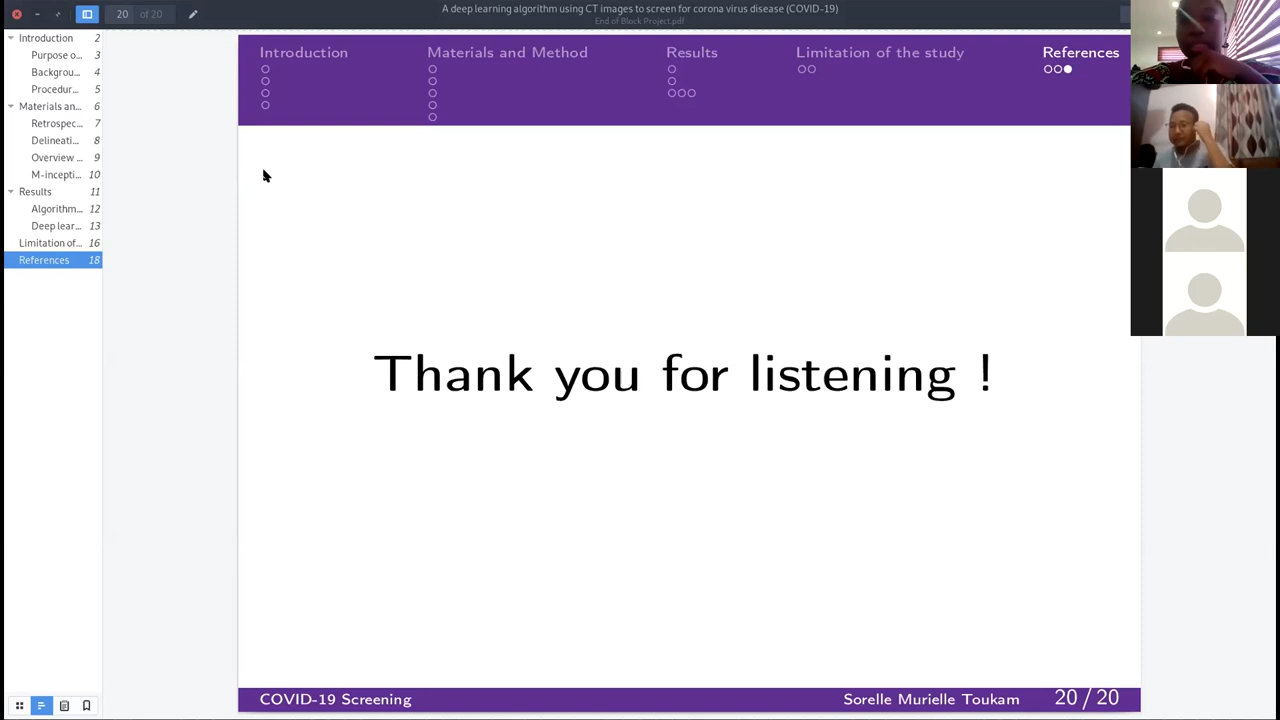 20 of 20
A deep learning algorithm using CT images to screen for corona virus disease (COVID-19)
End of Block Project.pdf
Introduction 2
Purpose o... 3
Backgrou... 4
Procedur... 5
Materials an... 6
Retrospec... 7
Delineati... 8
Overview ... 9
M-incepti... 10
Results 11
Algorithm... 12
Deep lear... 13
Limitation of... 16
References 18
Introduction Materials and Method Results Limitation of the study References
Thank you for listening !
COVID-19 Screening Sorelle Murielle Toukam 20 / 20